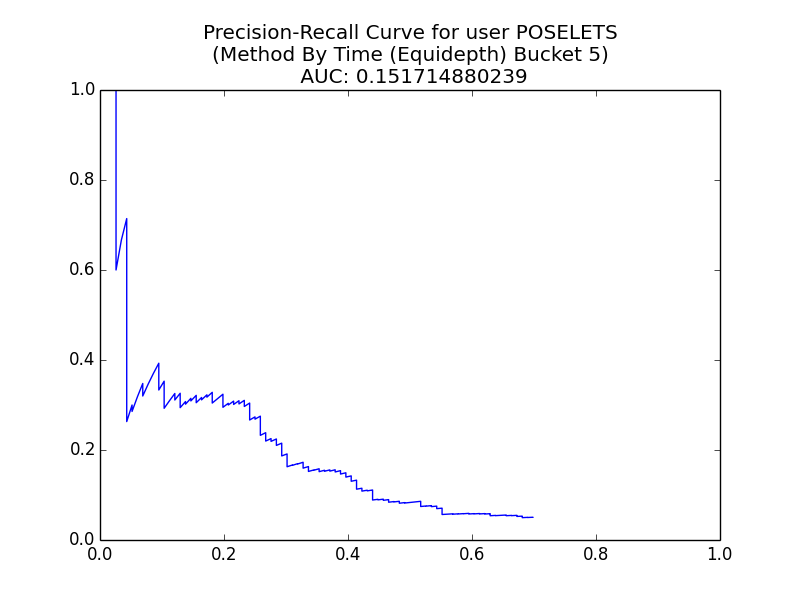 Precision-Recall Curve for user POSELETS
(Method By Time (Equidepth) Bucket 5)
AUC: 0.151714880239
1.0
0.8
0.6
0.4
0.2
0.0
0.0 0.2 0.4 0.6 0.8 1.0